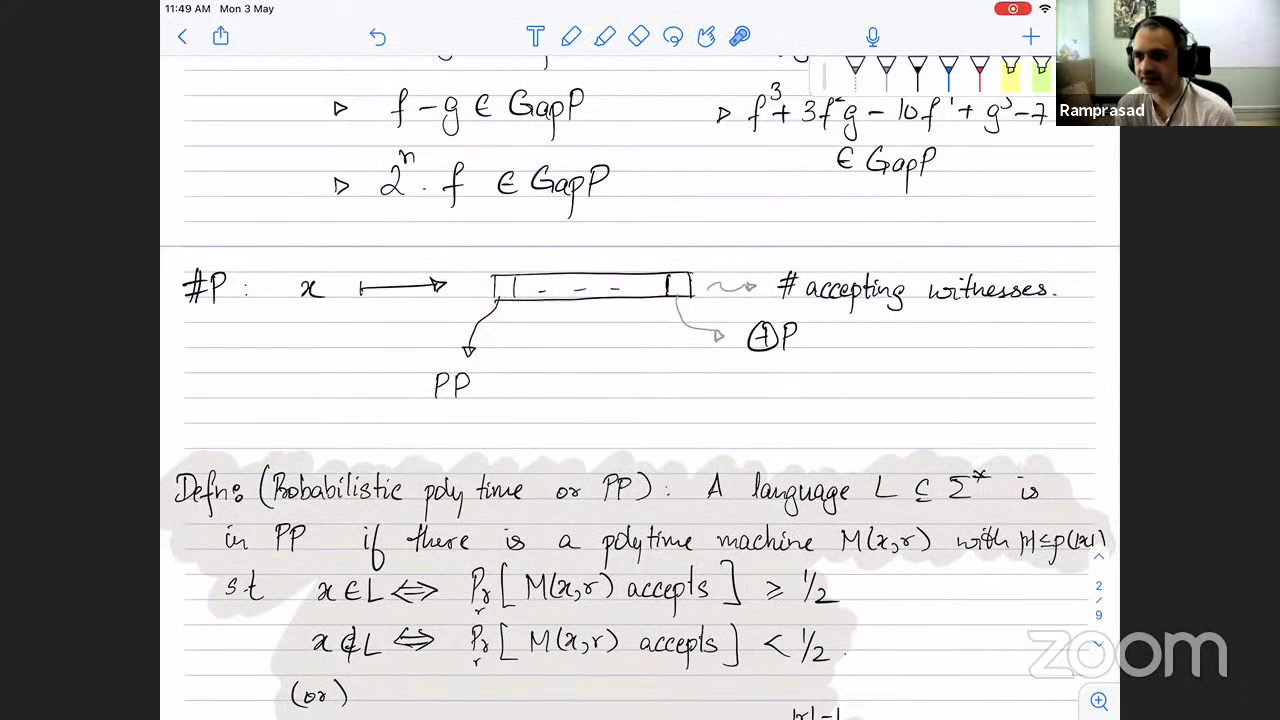 11:49 AM Mon 3 May
Ramprasad
▷ f - g ∈ GapP
▷ f³ + 3f²g - 10f + g³ - 7
∈ GapP
▷ 2ⁿ · f ∈ GapP
#P : x ⟼ - - - ⇝ # accepting witnesses.
⊕P
PP
Defn: (Probabilistic poly time or PP) : A language L ⊆ Σ* is
in PP if there is a polytime machine M(x,r) with |r| ≤ p(|x|)
s.t x ∈ L ⟺ Pr_r [ M(x,r) accepts ] ≥ 1/2
x ∉ L ⟺ Pr_r [ M(x,r) accepts ] < 1/2.
(or)
2
/
9
zoom